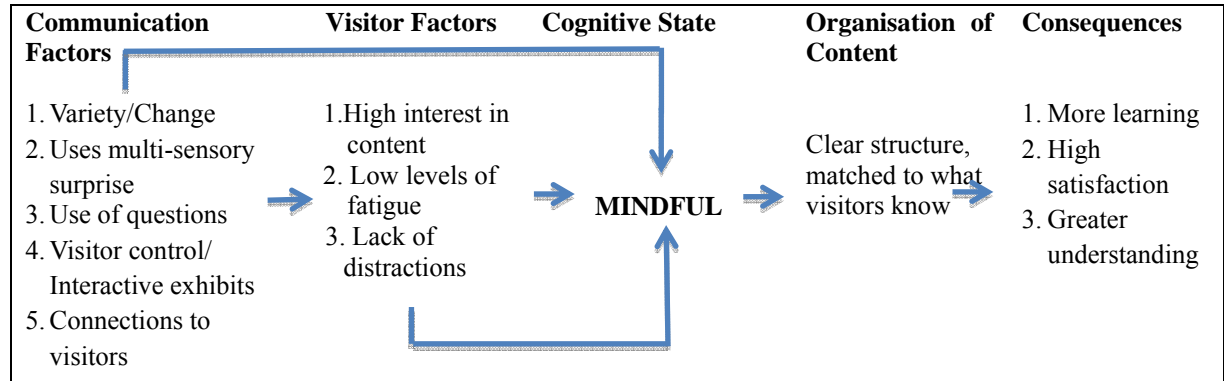 Communication
Factors
1. Variety/Change
2. Uses multi-sensory
surprise
3. Use of questions
4. Visitor control/
Interactive exhibits
5. Connections to
visitors
Visitor Factors
1.High interest in
content
2. Low levels of
fatigue
3. Lack of
distractions
Cognitive State
MINDFUL
Organisation of
Content
Clear structure,
matched to what
visitors know
Consequences
1. More learning
2. High
satisfaction
3. Greater
understanding